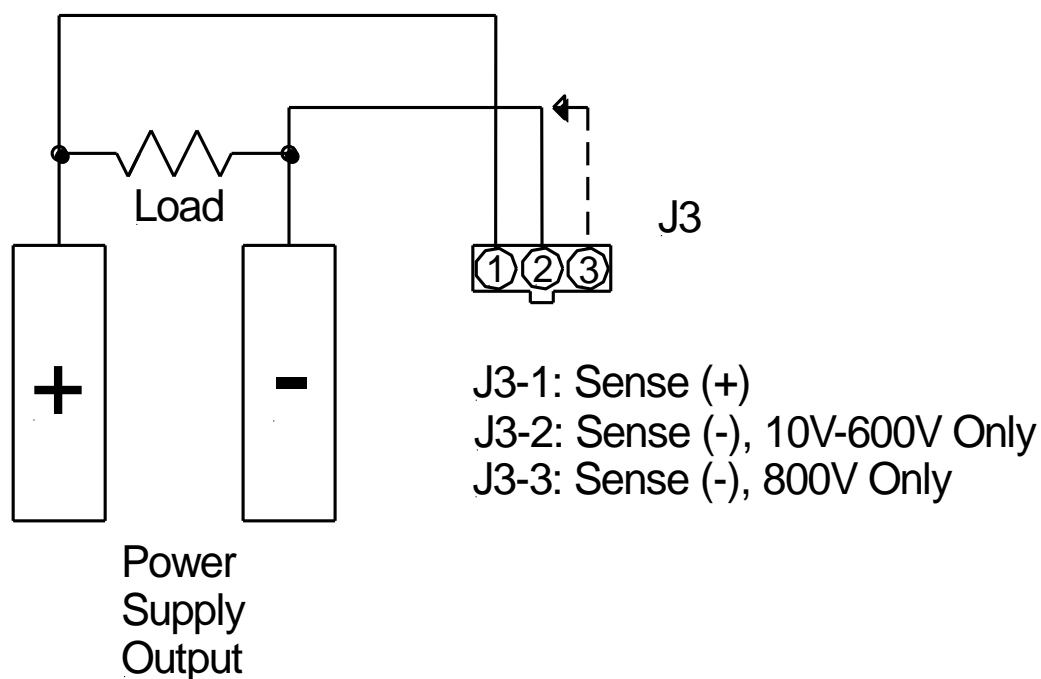 Load
J3
1 2 3
+ -
J3-1: Sense (+)
J3-2: Sense (-), 10V-600V Only
J3-3: Sense (-), 800V Only
Power
Supply
Output